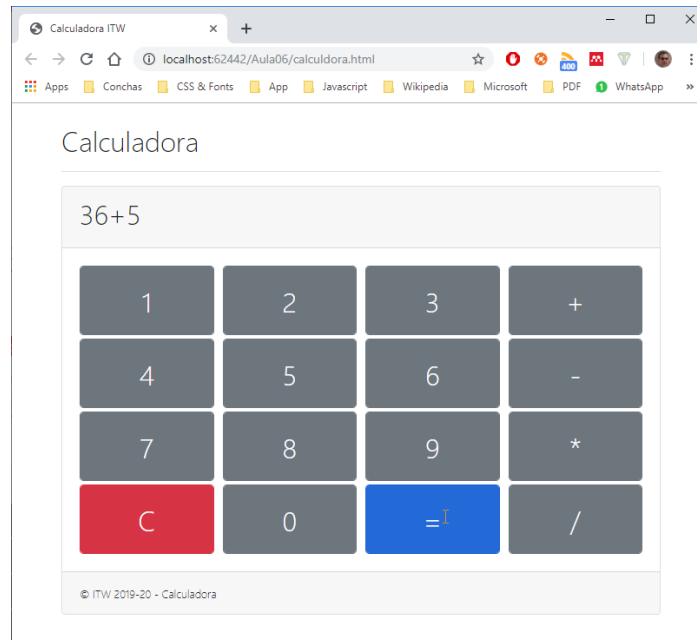 Calculadora ITW
localhost:62442/Aula06/calculdora.html
400
Apps Conchas CSS & Fonts App Javascript Wikipedia Microsoft PDF 1 WhatsApp »
Calculadora
36+5
1 2 3 +
4 5 6 -
7 8 9 *
C 0 = /
© ITW 2019-20 - Calculadora